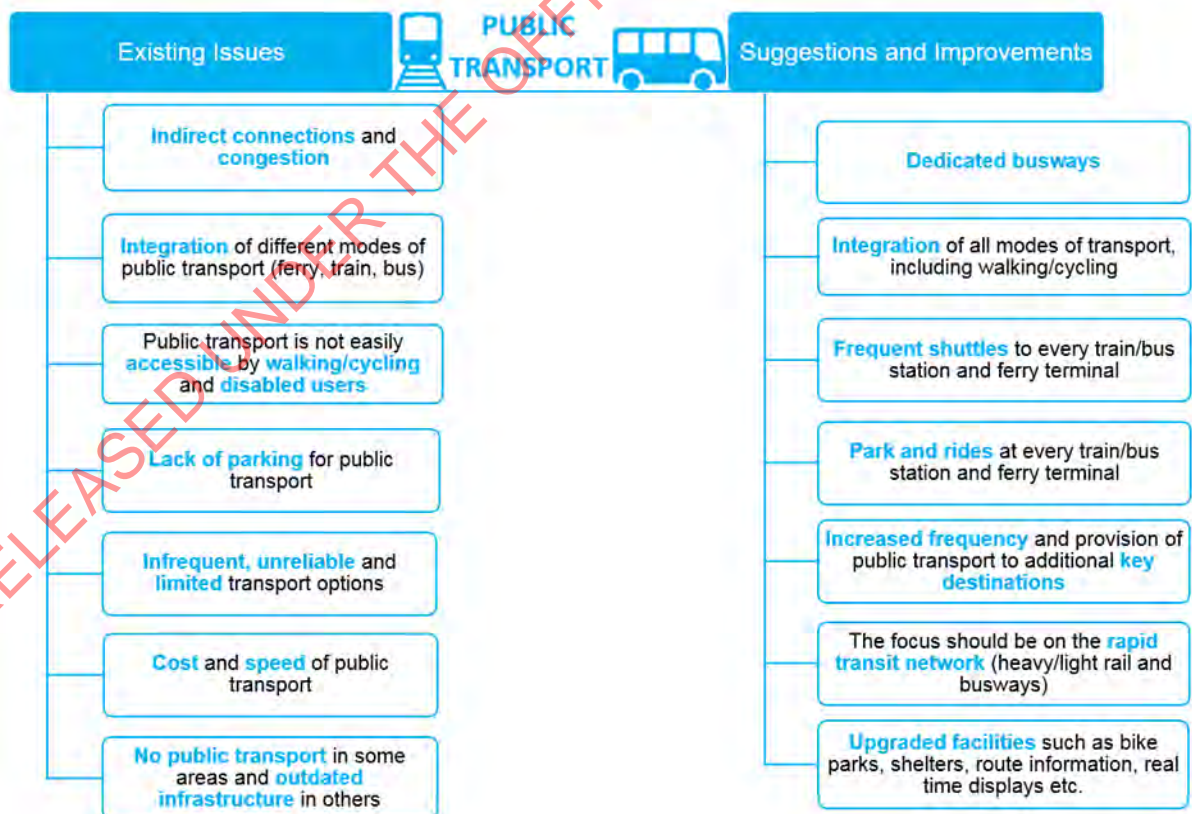 Existing Issues
PUBLIC
TRANSPORT
Suggestions and Improvements
Indirect connections and
congestion
Integration of different modes of
public transport (ferry, train, bus)
Public transport is not easily
accessible by walking/cycling
and disabled users
Lack of parking for public
transport
Infrequent, unreliable and
limited transport options
Cost and speed of public
transport
No public transport in some
areas and outdated
infrastructure in others
Dedicated busways
Integration of all modes of transport,
including walking/cycling
Frequent shuttles to every train/bus
station and ferry terminal
Park and rides at every train/bus
station and ferry terminal
Increased frequency and provision of
public transport to additional key
destinations
The focus should be on the rapid
transit network (heavy/light rail and
busways)
Upgraded facilities such as bike
parks, shelters, route information, real
time displays etc.
RELEASED UNDER THE